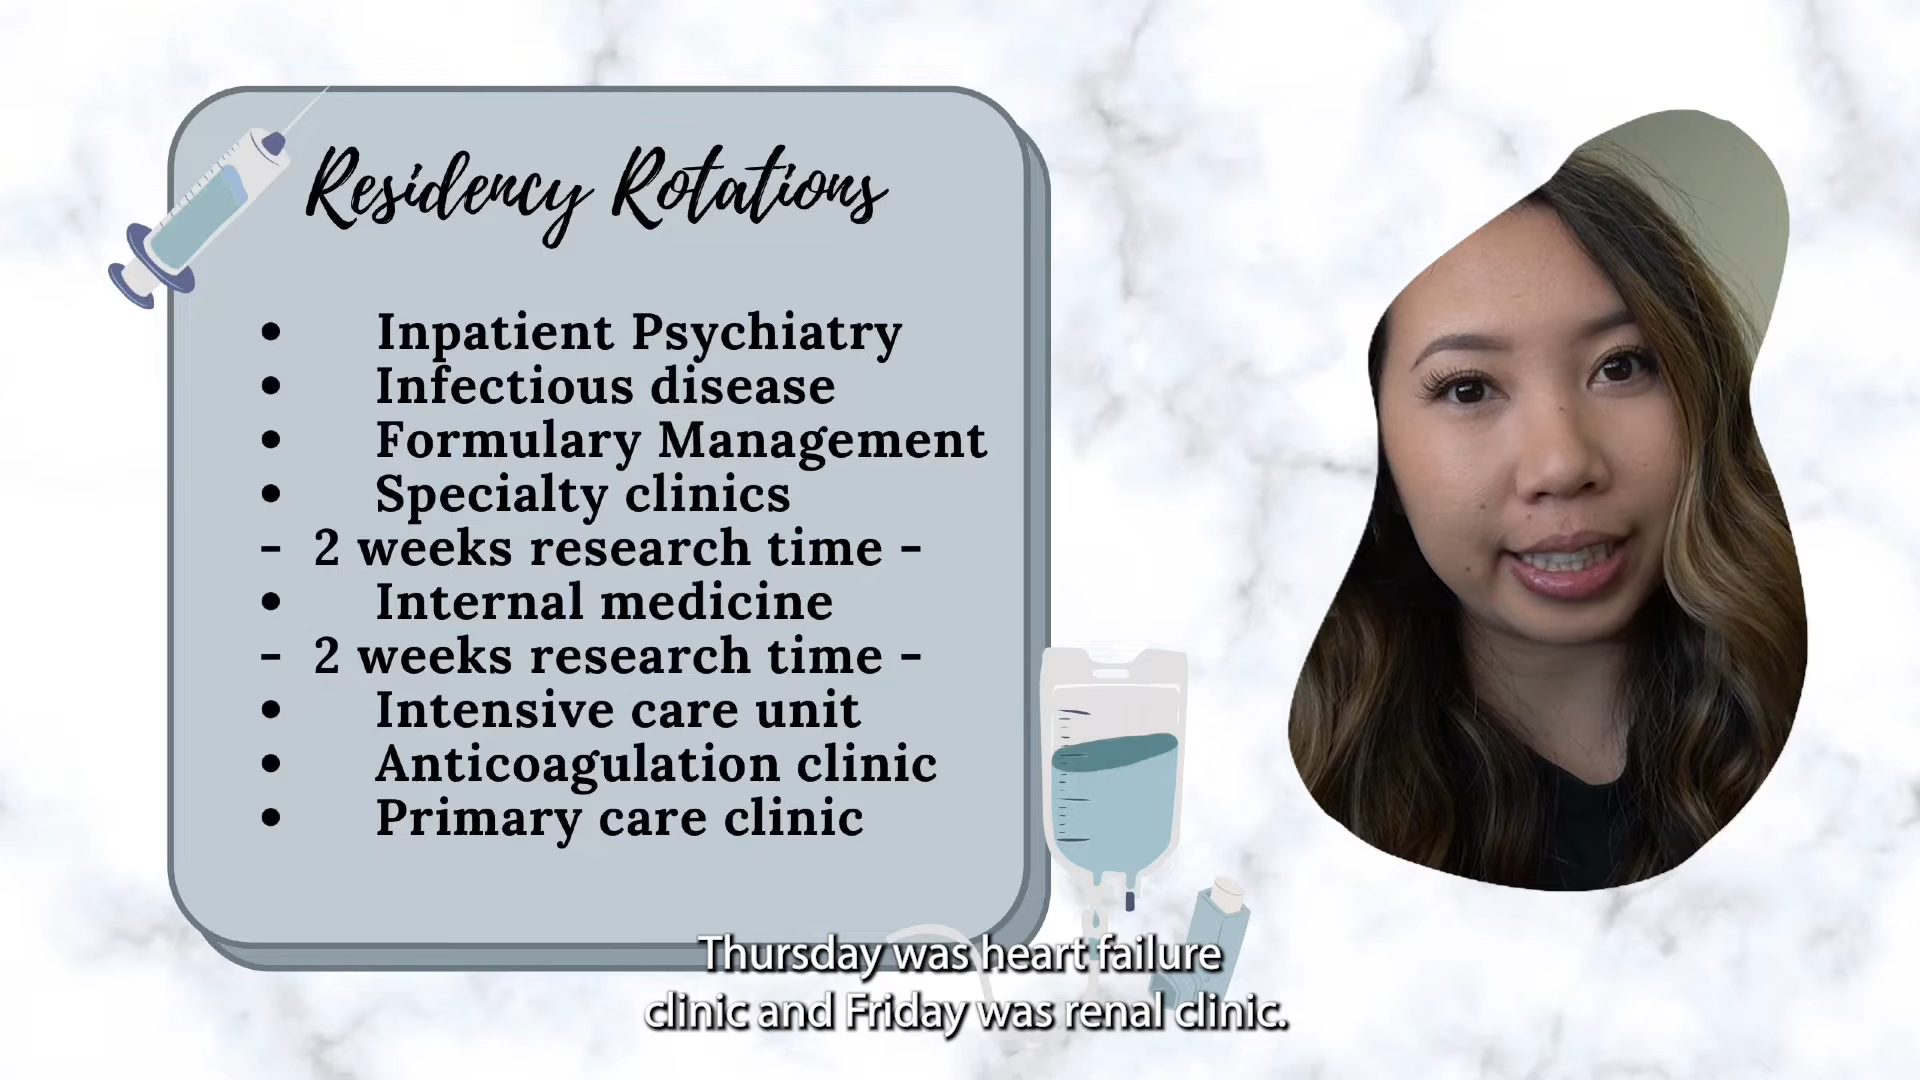 Residency Rotations
• Inpatient Psychiatry
• Infectious disease
• Formulary Management
• Specialty clinics
- 2 weeks research time -
• Internal medicine
- 2 weeks research time -
• Intensive care unit
• Anticoagulation clinic
• Primary care clinic
Thursday was heart failure
clinic and Friday was renal clinic.